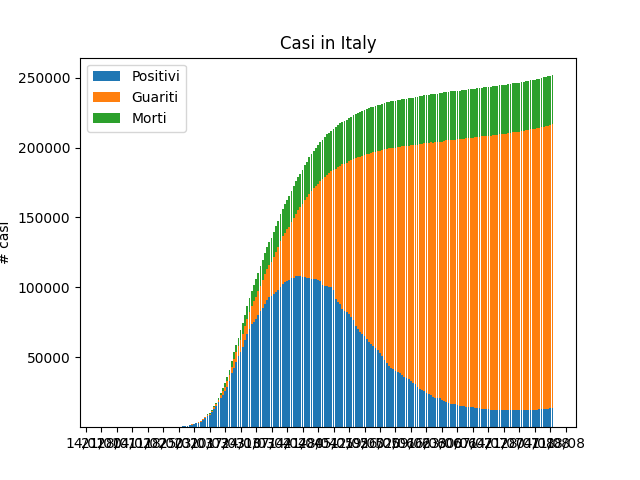 Casi in Italy
Positivi
Guariti
Morti
# casi
250000
200000
150000
100000
50000